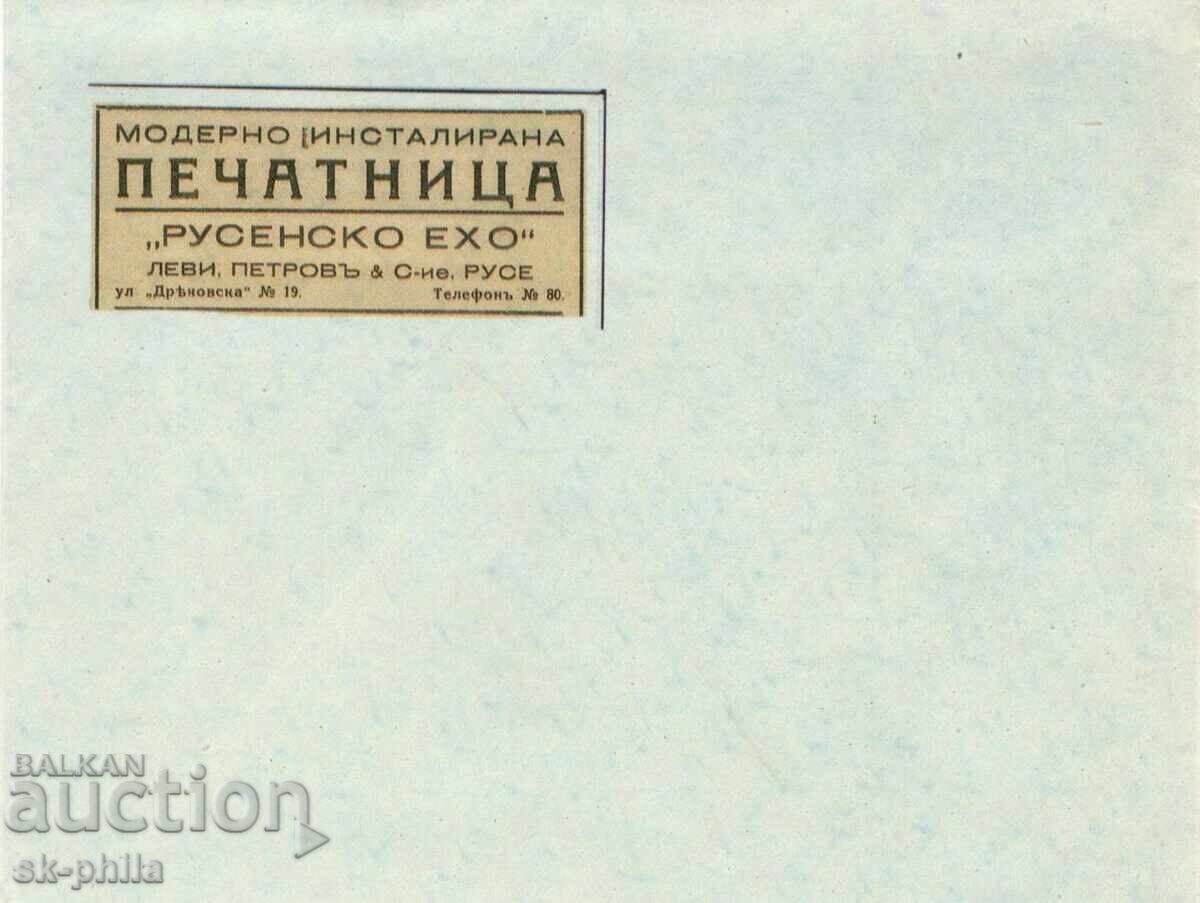 МОДЕРНО ИНСТАЛИРАНА
ПЕЧАТНИЦА
„РУСЕНСКО ЕХО“
ЛЕВИ, ПЕТРОВЪ & С-ие, РУСЕ
ул „Дрѣновска“ № 19. Телефонъ № 80.
BALKAN
auction
sk-phila